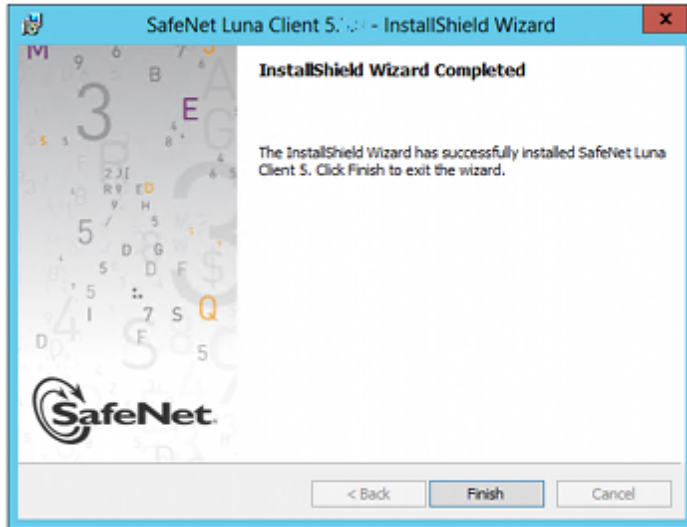 SafeNet Luna Client 5. - InstallShield Wizard
InstallShield Wizard Completed
The InstallShield Wizard has successfully installed SafeNet Luna
Client 5. Click Finish to exit the wizard.
SafeNet.
< Back
Finish
Cancel